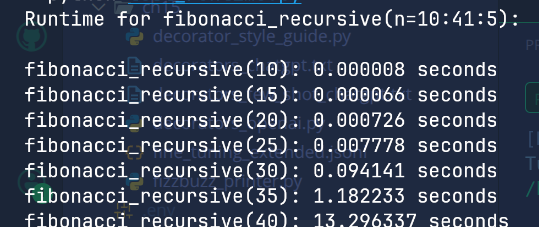 Runtime for fibonacci_recursive(n=10:41:5):
decorator_style_guide.py
fibonacci_recursive(10): 0.000008 seconds
fibonacci_recursive(15): 0.000066 seconds
fibonacci_recursive(20): 0.000726 seconds
fibonacci_recursive(25): 0.007778 seconds
fibonacci_recursive(30): 0.094141 seconds
fibonacci_recursive(35): 1.182233 seconds
fibonacci_recursive(40): 13.296337 seconds